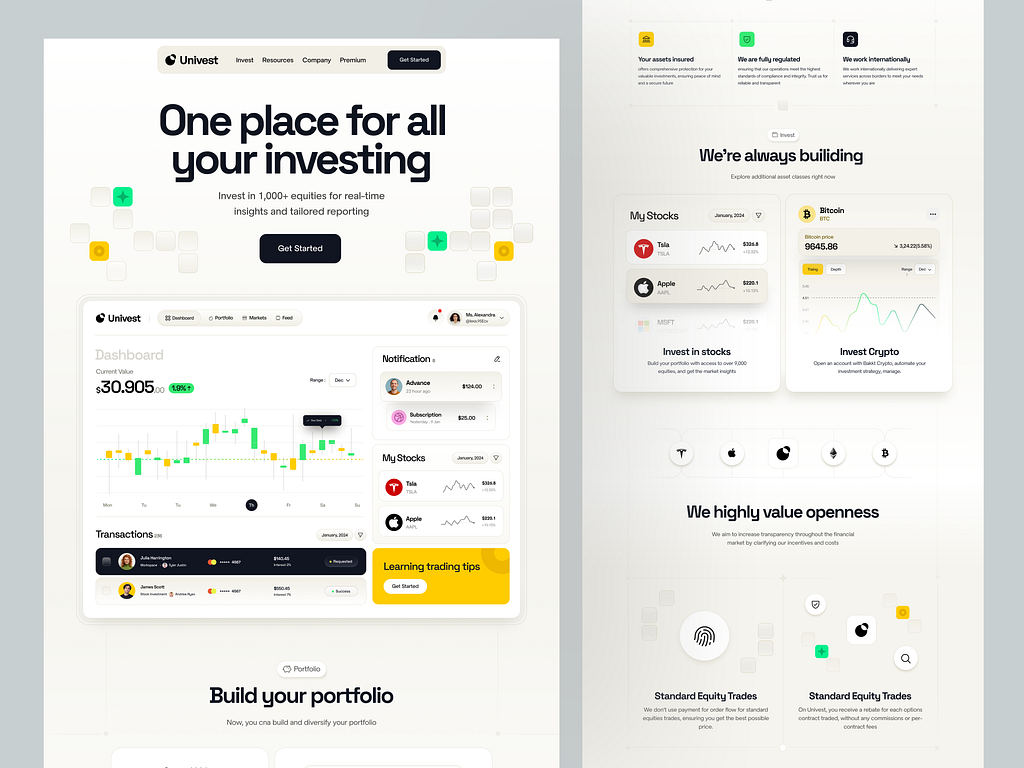 Univest
Invest Resources Company Premium
Get Started
One place for all
your investing
Invest in 1,000+ equities for real-time
insights and tailored reporting
Get Started
Univest
Dashboard Portfolio Markets Feed
Ms. Alexandra
Dashboard
Current Value
$30.905.00 1.9%↑
Range : Dec
Mon Tu Tu We Th Fr Sa Su
Notification 8
Advance
23 hour ago
$124.00
Subscription
Yesterday , 9 Jan
$25.00
My Stocks
January, 2024
Tsla
TSLA
$326.8
Apple
AAPL
$220.1
Transactions 236
January, 2024
Julia Harrington
Workspace Tyler Justin
4567
$140.45
Interest 2%
Requested
James Scott
Stock Investment Andrew Ryan
4567
$550.45
Interest 7%
Success
Learning trading tips
Get Started
Portfolio
Build your portfolio
Now, you cna build and diversify your portfolio
Your assets insured
offers comprehensive protection for your
valuable investments, ensuring peace of mind
and a secure future
We are fully regulated
ensuring that our operations meet the highest
standards of compliance and integrity. Trust us for
reliable and transparent
We work internationally
We work internationally delivering expert
services across borders to meet your needs
wherever you are
Invest
We're always builiding
Explore additional asset classes right now
My Stocks
January, 2024
Tsla
TSLA
$326.8
Apple
AAPL
$220.1
MSFT
$220.1
Invest in stocks
Build your portfolio with access to over 9,000
equities, and get the market insights
Bitcoin
BTC
Bitcoin price
9645.86
3,24.22(5.58%)
Depth
Range
Dec
Invest Crypto
Open an account with Bakkt Crypto, automate your
investment strategy, manage.
We highly value openness
We aim to increase transparency throughout the financial
market by clarifying our incentives and costs
Standard Equity Trades
We don't use payment for order flow for standard
equities trades, ensuring you get the best possible
price.
Standard Equity Trades
On Univest, you receive a rebate for each options
contract traded, without any commissions or per-
contract fees